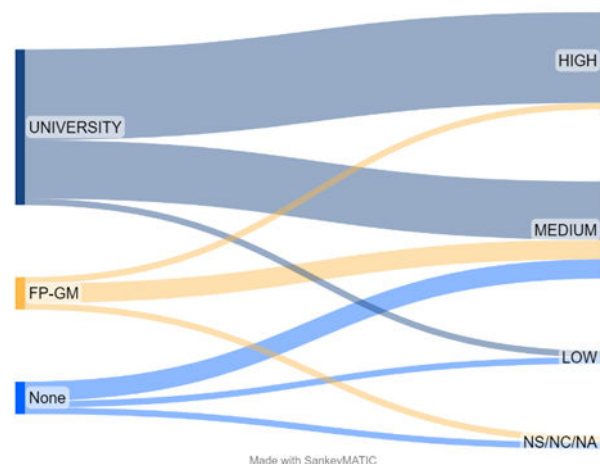 HIGH
UNIVERSITY
MEDIUM
FP-GM
LOW
None
NS/NC/NA
Made with SankeyMATIC